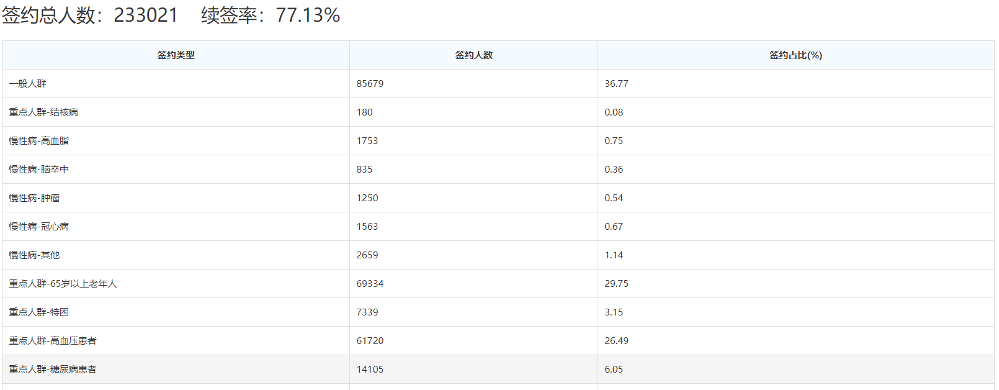 签约总人数：233021 续签率：77.13%
签约类型 签约人数 签约占比(%)
一般人群 85679 36.77
重点人群-结核病 180 0.08
慢性病-高血脂 1753 0.75
慢性病-脑卒中 835 0.36
慢性病-肿瘤 1250 0.54
慢性病-冠心病 1563 0.67
慢性病-其他 2659 1.14
重点人群-65岁以上老年人 69334 29.75
重点人群-特困 7339 3.15
重点人群-高血压患者 61720 26.49
重点人群-糖尿病患者 14105 6.05